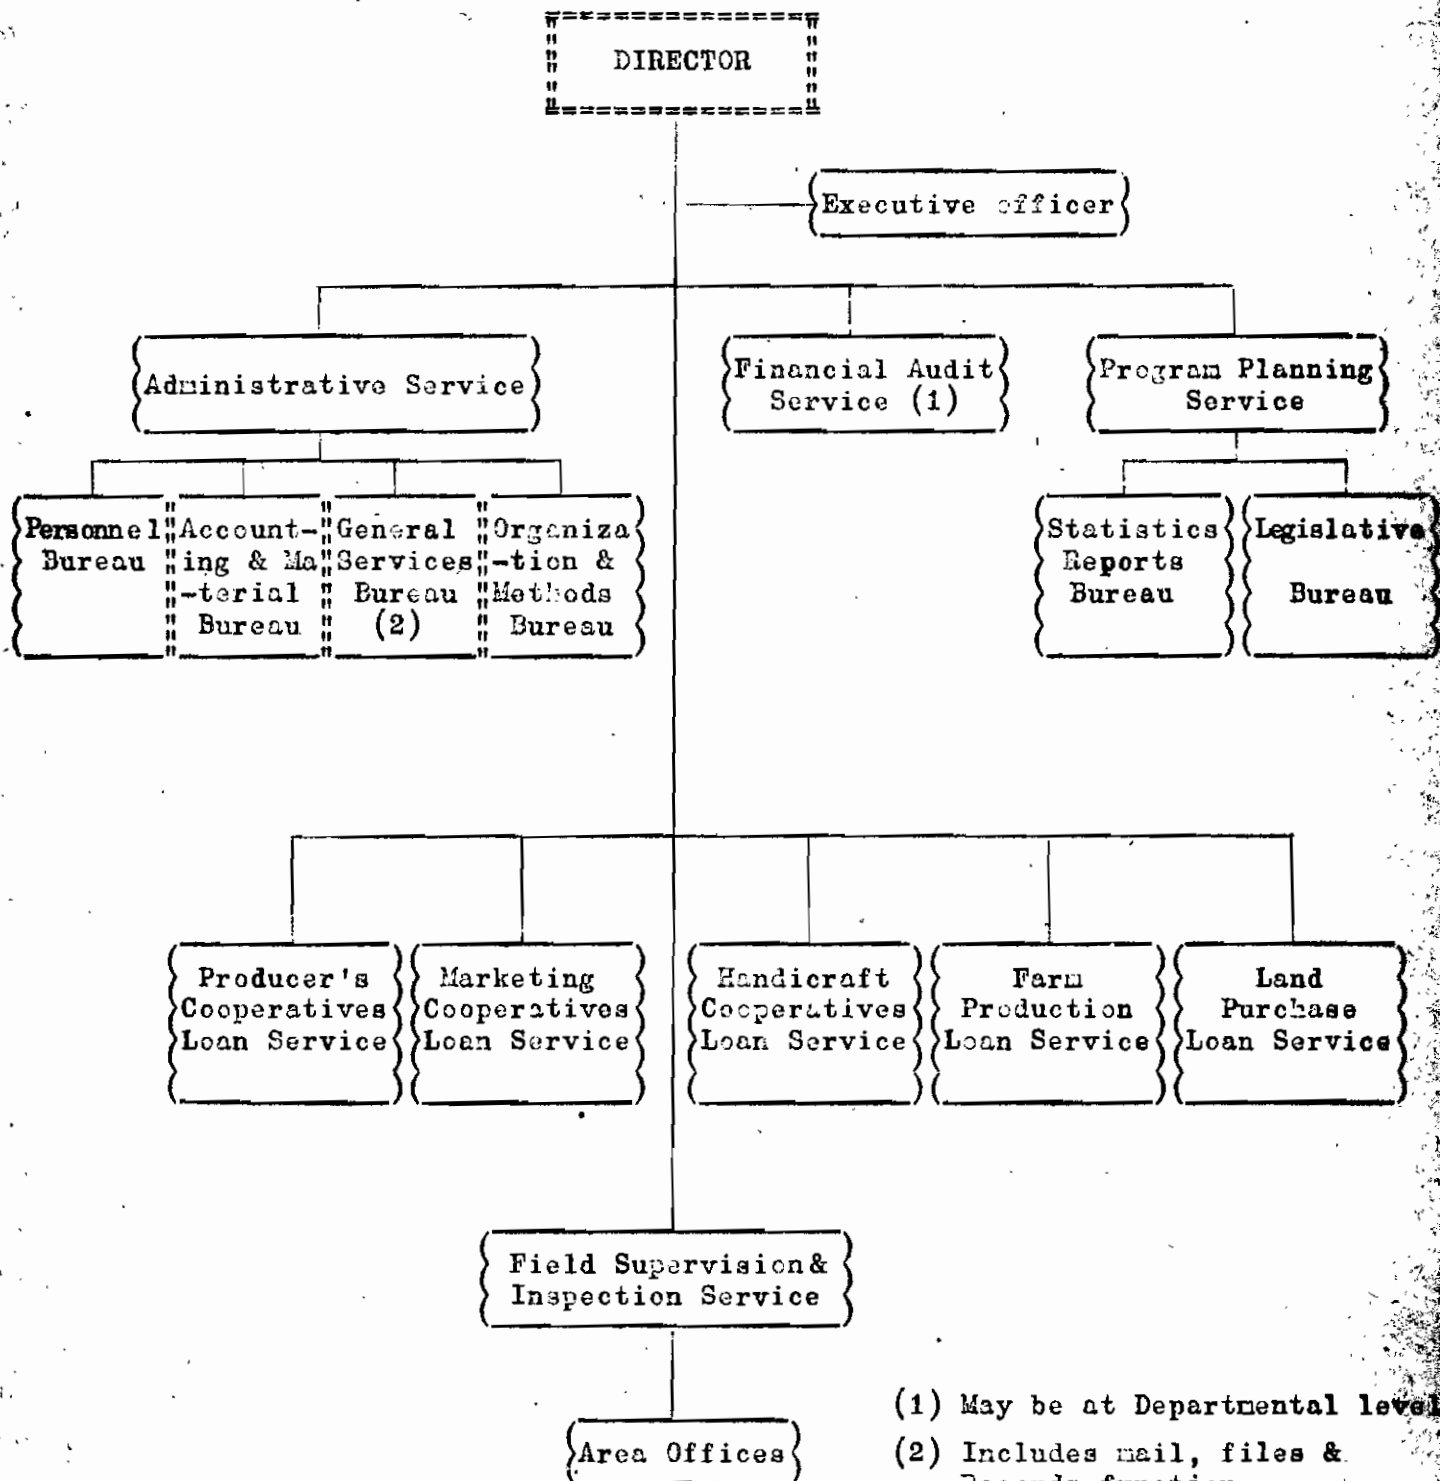 DIRECTOR
Executive officer
Administrative Service
Financial Audit
Service (1)
Program Planning
Service
Personnel
Bureau
Account-
ing & Ma
-terial
Bureau
General
Services
Bureau
(2)
Organiza
-tion &
Methods
Bureau
Statistics
Reports
Bureau
Legislative
Bureau
Producer's
Cooperatives
Loan Service
Marketing
Cooperatives
Loan Service
Handicraft
Cooperatives
Loan Service
Farm
Production
Loan Service
Land
Purchase
Loan Service
Field Supervision&
Inspection Service
Area Offices
(1) May be at Departmental level
(2) Includes mail, files &